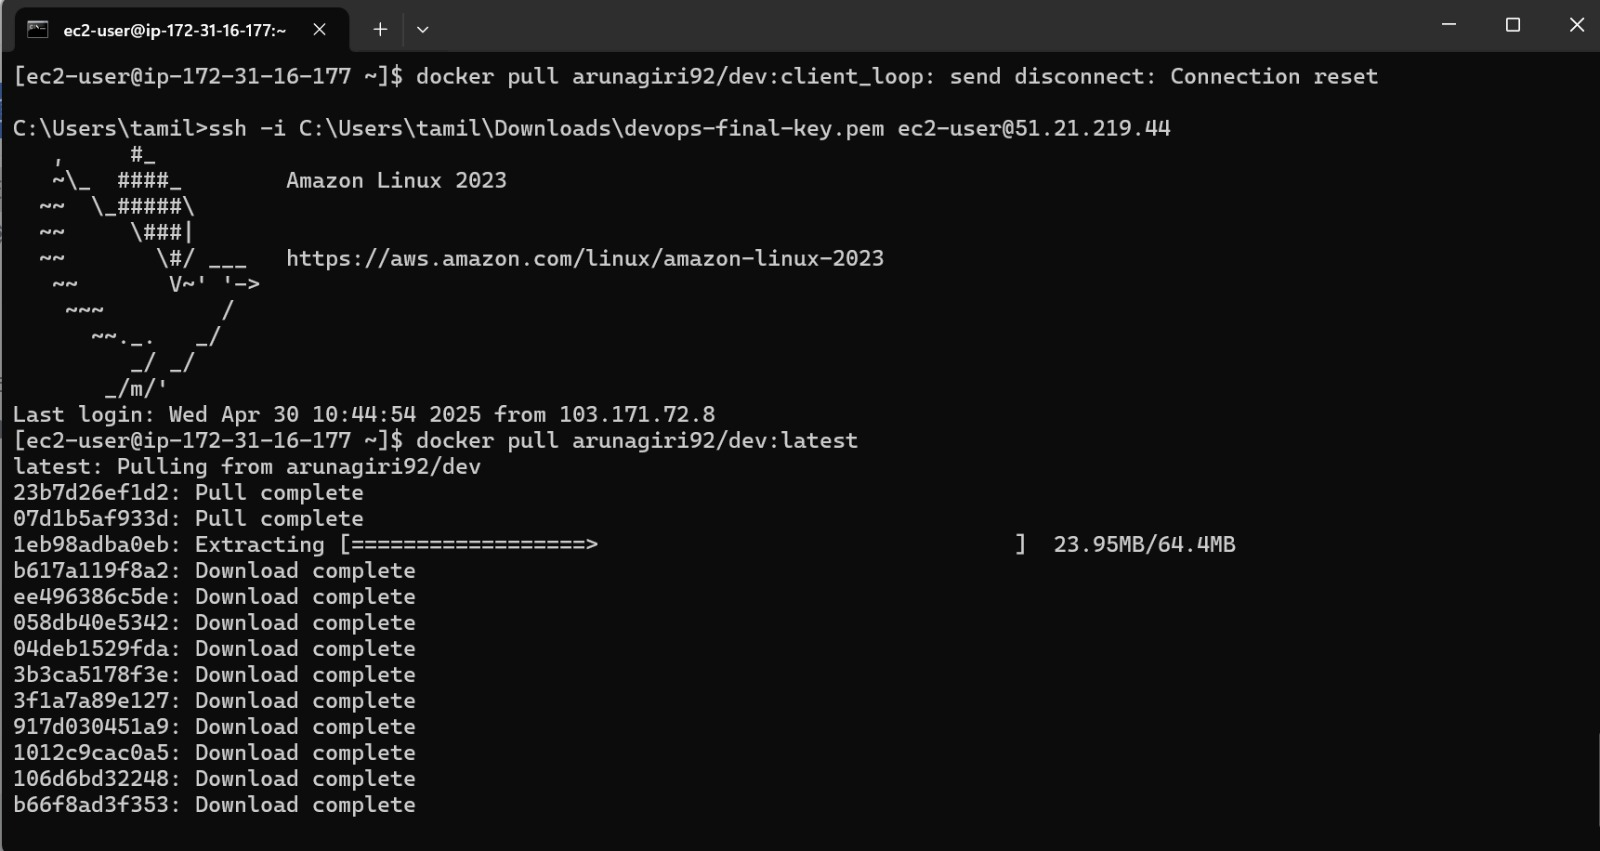 ec2-user@ip-172-31-16-177:~
[ec2-user@ip-172-31-16-177 ~]$ docker pull arunagiri92/dev:client_loop: send disconnect: Connection reset
C:\Users\tamil>ssh -i C:\Users\tamil\Downloads\devops-final-key.pem ec2-user@51.21.219.44
   ,     #_
   ~\_  ####_        Amazon Linux 2023
  ~~  \_#####\
  ~~     \###|
  ~~       \#/ ___   https://aws.amazon.com/linux/amazon-linux-2023
   ~~       V~' '->
    ~~~         /
      ~~._.   _/
         _/ _/
       _/m/'
Last login: Wed Apr 30 10:44:54 2025 from 103.171.72.8
[ec2-user@ip-172-31-16-177 ~]$ docker pull arunagiri92/dev:latest
latest: Pulling from arunagiri92/dev
23b7d26ef1d2: Pull complete
07d1b5af933d: Pull complete
1eb98adba0eb: Extracting [==================>                                ]  23.95MB/64.4MB
b617a119f8a2: Download complete
ee496386c5de: Download complete
058db40e5342: Download complete
04deb1529fda: Download complete
3b3ca5178f3e: Download complete
3f1a7a89e127: Download complete
917d030451a9: Download complete
1012c9cac0a5: Download complete
106d6bd32248: Download complete
b66f8ad3f353: Download complete